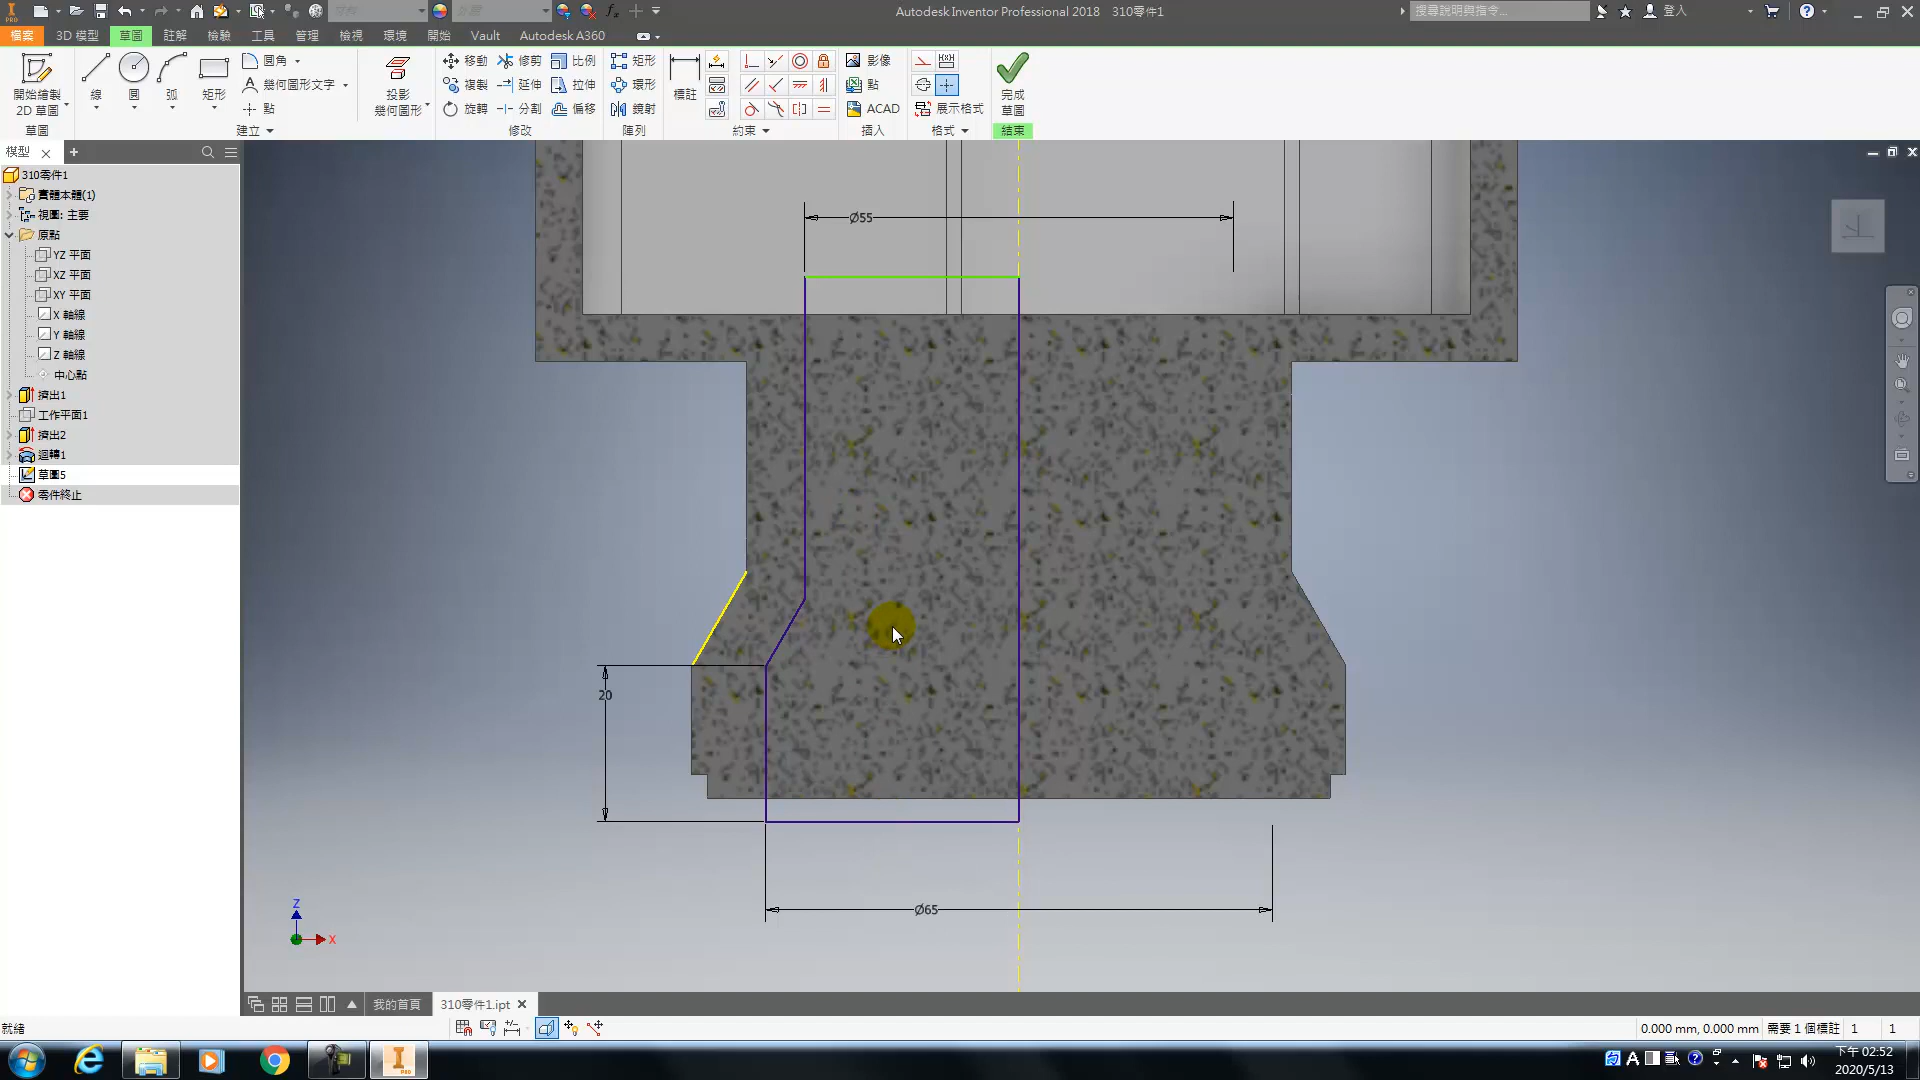 Autodesk Inventor Professional 2018 310零件1
搜尋說明與指令...
登入
檔案 3D 模型 草圖 註解 檢驗 工具 管理 檢視 環境 開始 Vault Autodesk A360
開始繪製
2D 草圖
線 圓 弧 矩形
圓角
幾何圖形文字
點
投影
幾何圖形
移動 修剪 比例
複製 延伸 拉伸
旋轉 分割 偏移
矩形
環形
鏡射
標註
影像
點
ACAD
展示格式
完成
草圖
草圖 建立 修改 陣列 約束 插入 格式 結束
模型
310零件1
實體本體(1)
視圖: 主要
原點
YZ 平面
XZ 平面
XY 平面
X 軸線
Y 軸線
Z 軸線
中心點
擠出1
工作平面1
擠出2
迴轉1
草圖5
零件終止
Ø55
20
Ø65
Z
X
我的首頁 310零件1.ipt
就緒
0.000 mm, 0.000 mm 需要 1 個標註 1 1
下午 02:52
2020/5/13